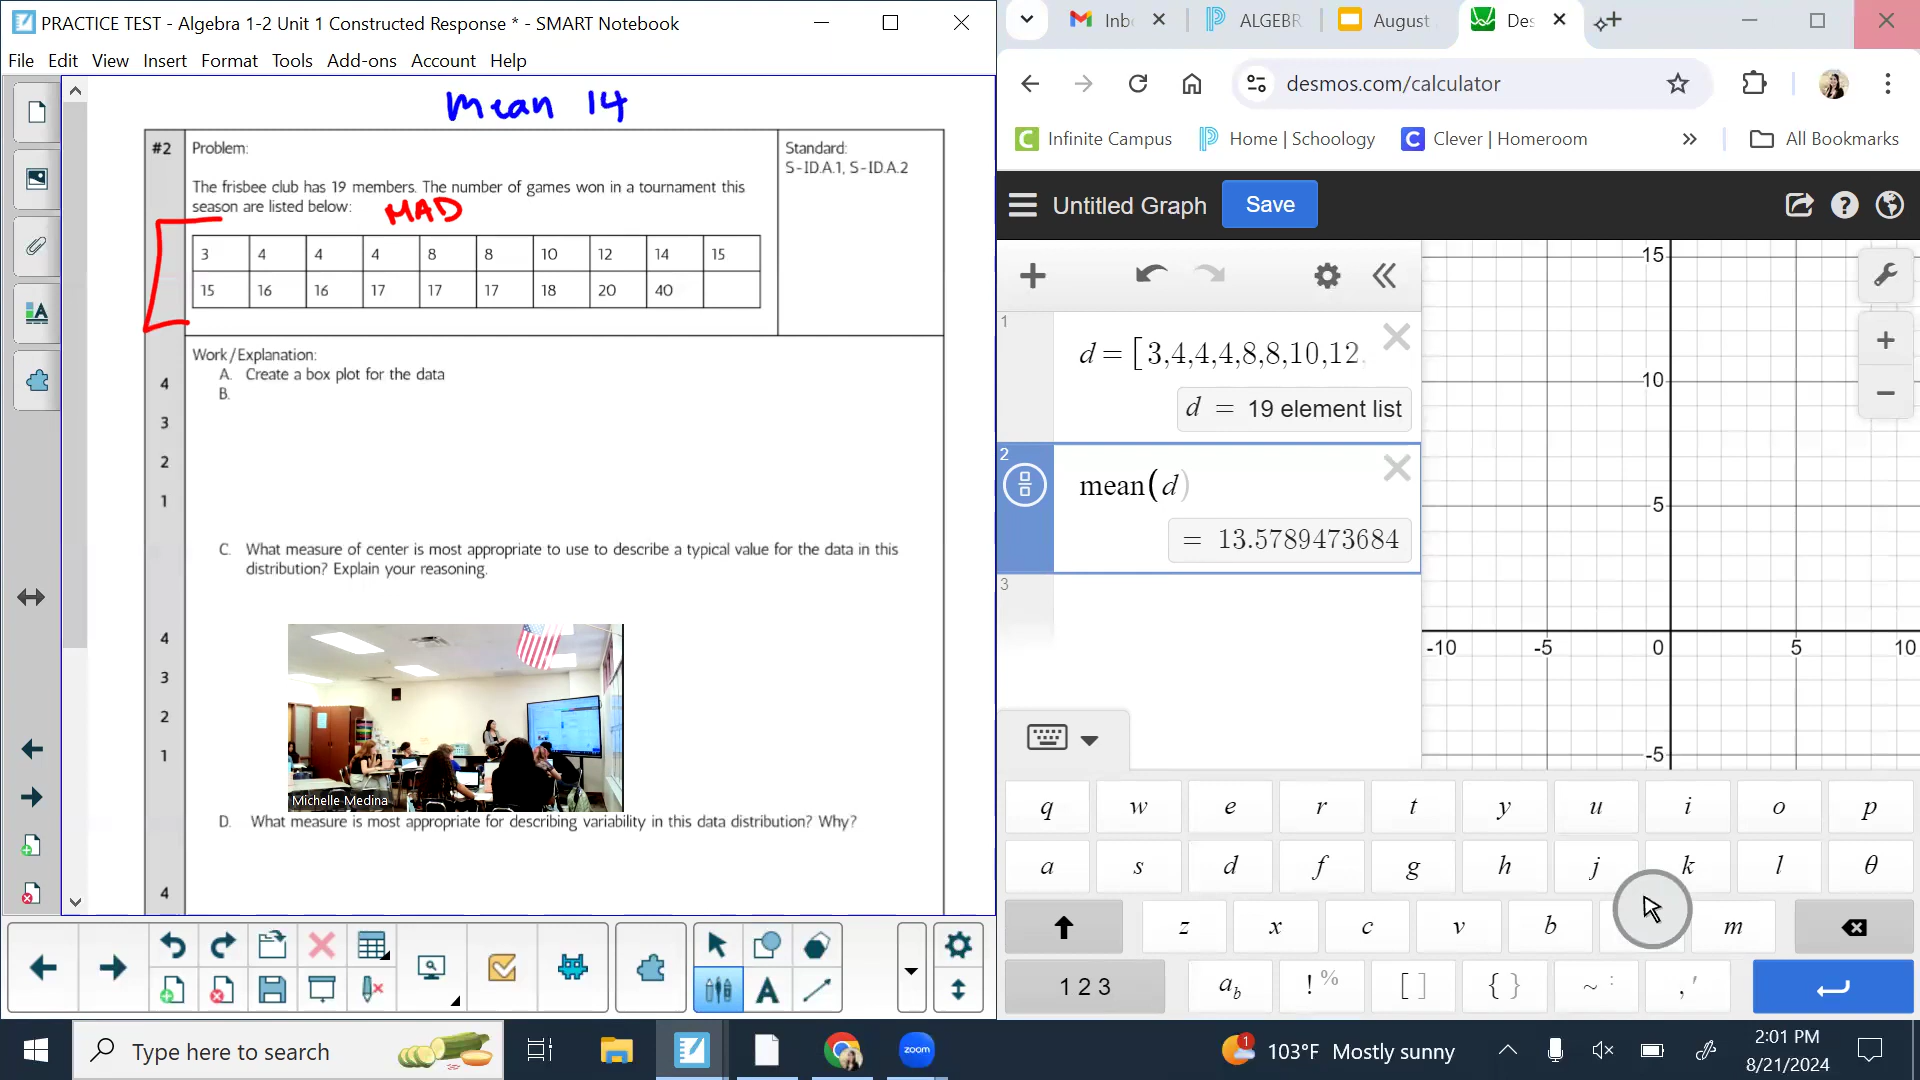 PRACTICE TEST - Algebra 1-2 Unit 1 Constructed Response * - SMART Notebook
File Edit View Insert Format Tools Add-ons Account Help
Mean 14
#2 Problem:
Standard:
S-ID.A.1, S-ID.A.2
The frisbee club has 19 members. The number of games won in a tournament this
season are listed below:
MAD
3 4 4 4 8 8 10 12 14 15
15 16 16 17 17 17 18 20 40
Work/Explanation:
A. Create a box plot for the data
B.
4
3
2
1
C. What measure of center is most appropriate to use to describe a typical value for the data in this
distribution? Explain your reasoning.
4
3
2
1
Michelle Medina
D. What measure is most appropriate for describing variability in this data distribution? Why?
4
Inb
ALGEBR
August
Des
desmos.com/calculator
Infinite Campus
Home | Schoology
Clever | Homeroom
All Bookmarks
Untitled Graph
Save
1
d = [3,4,4,4,8,8,10,12,
d = 19 element list
2
mean(d)
= 13.5789473684
3
15
10
5
-10 -5 0 5 10
-5
q w e r t y u i o p
a s d f g h j k l θ
z x c v b m
1 2 3
a b ! % [ ] { } ~ : , '
Type here to search
zoom
1
103°F Mostly sunny
2:01 PM
8/21/2024